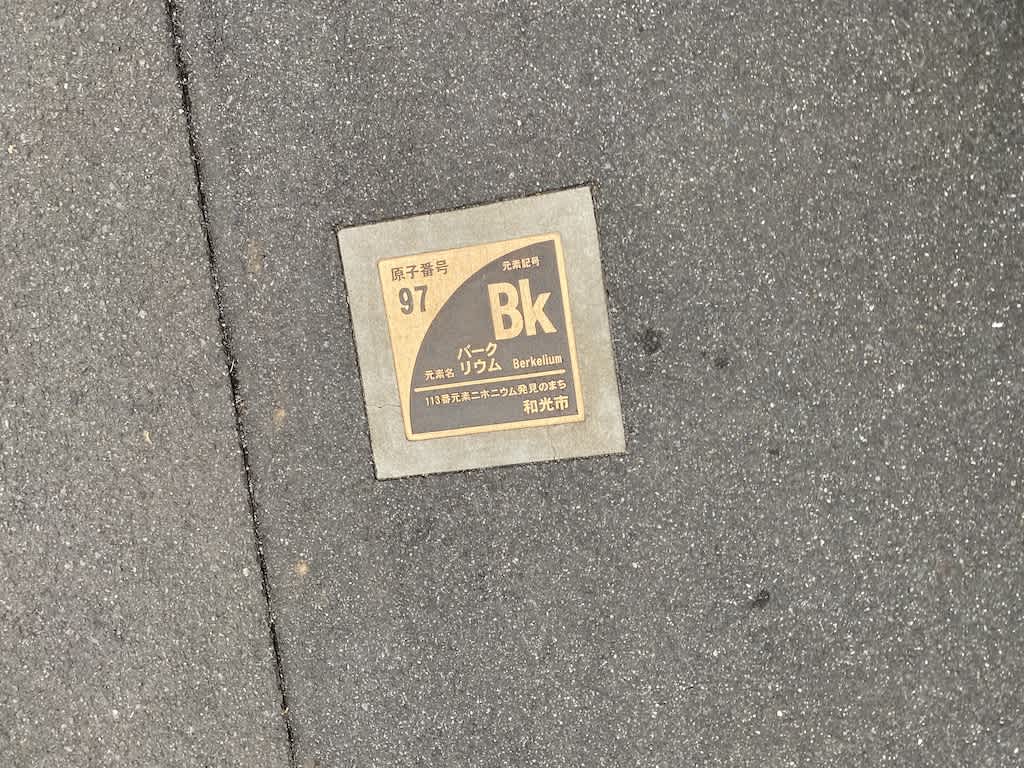 原子番号
97
元素記号
Bk
元素名 バーク
リウム Berkelium
113番元素ニホニウム発見のまち
和光市